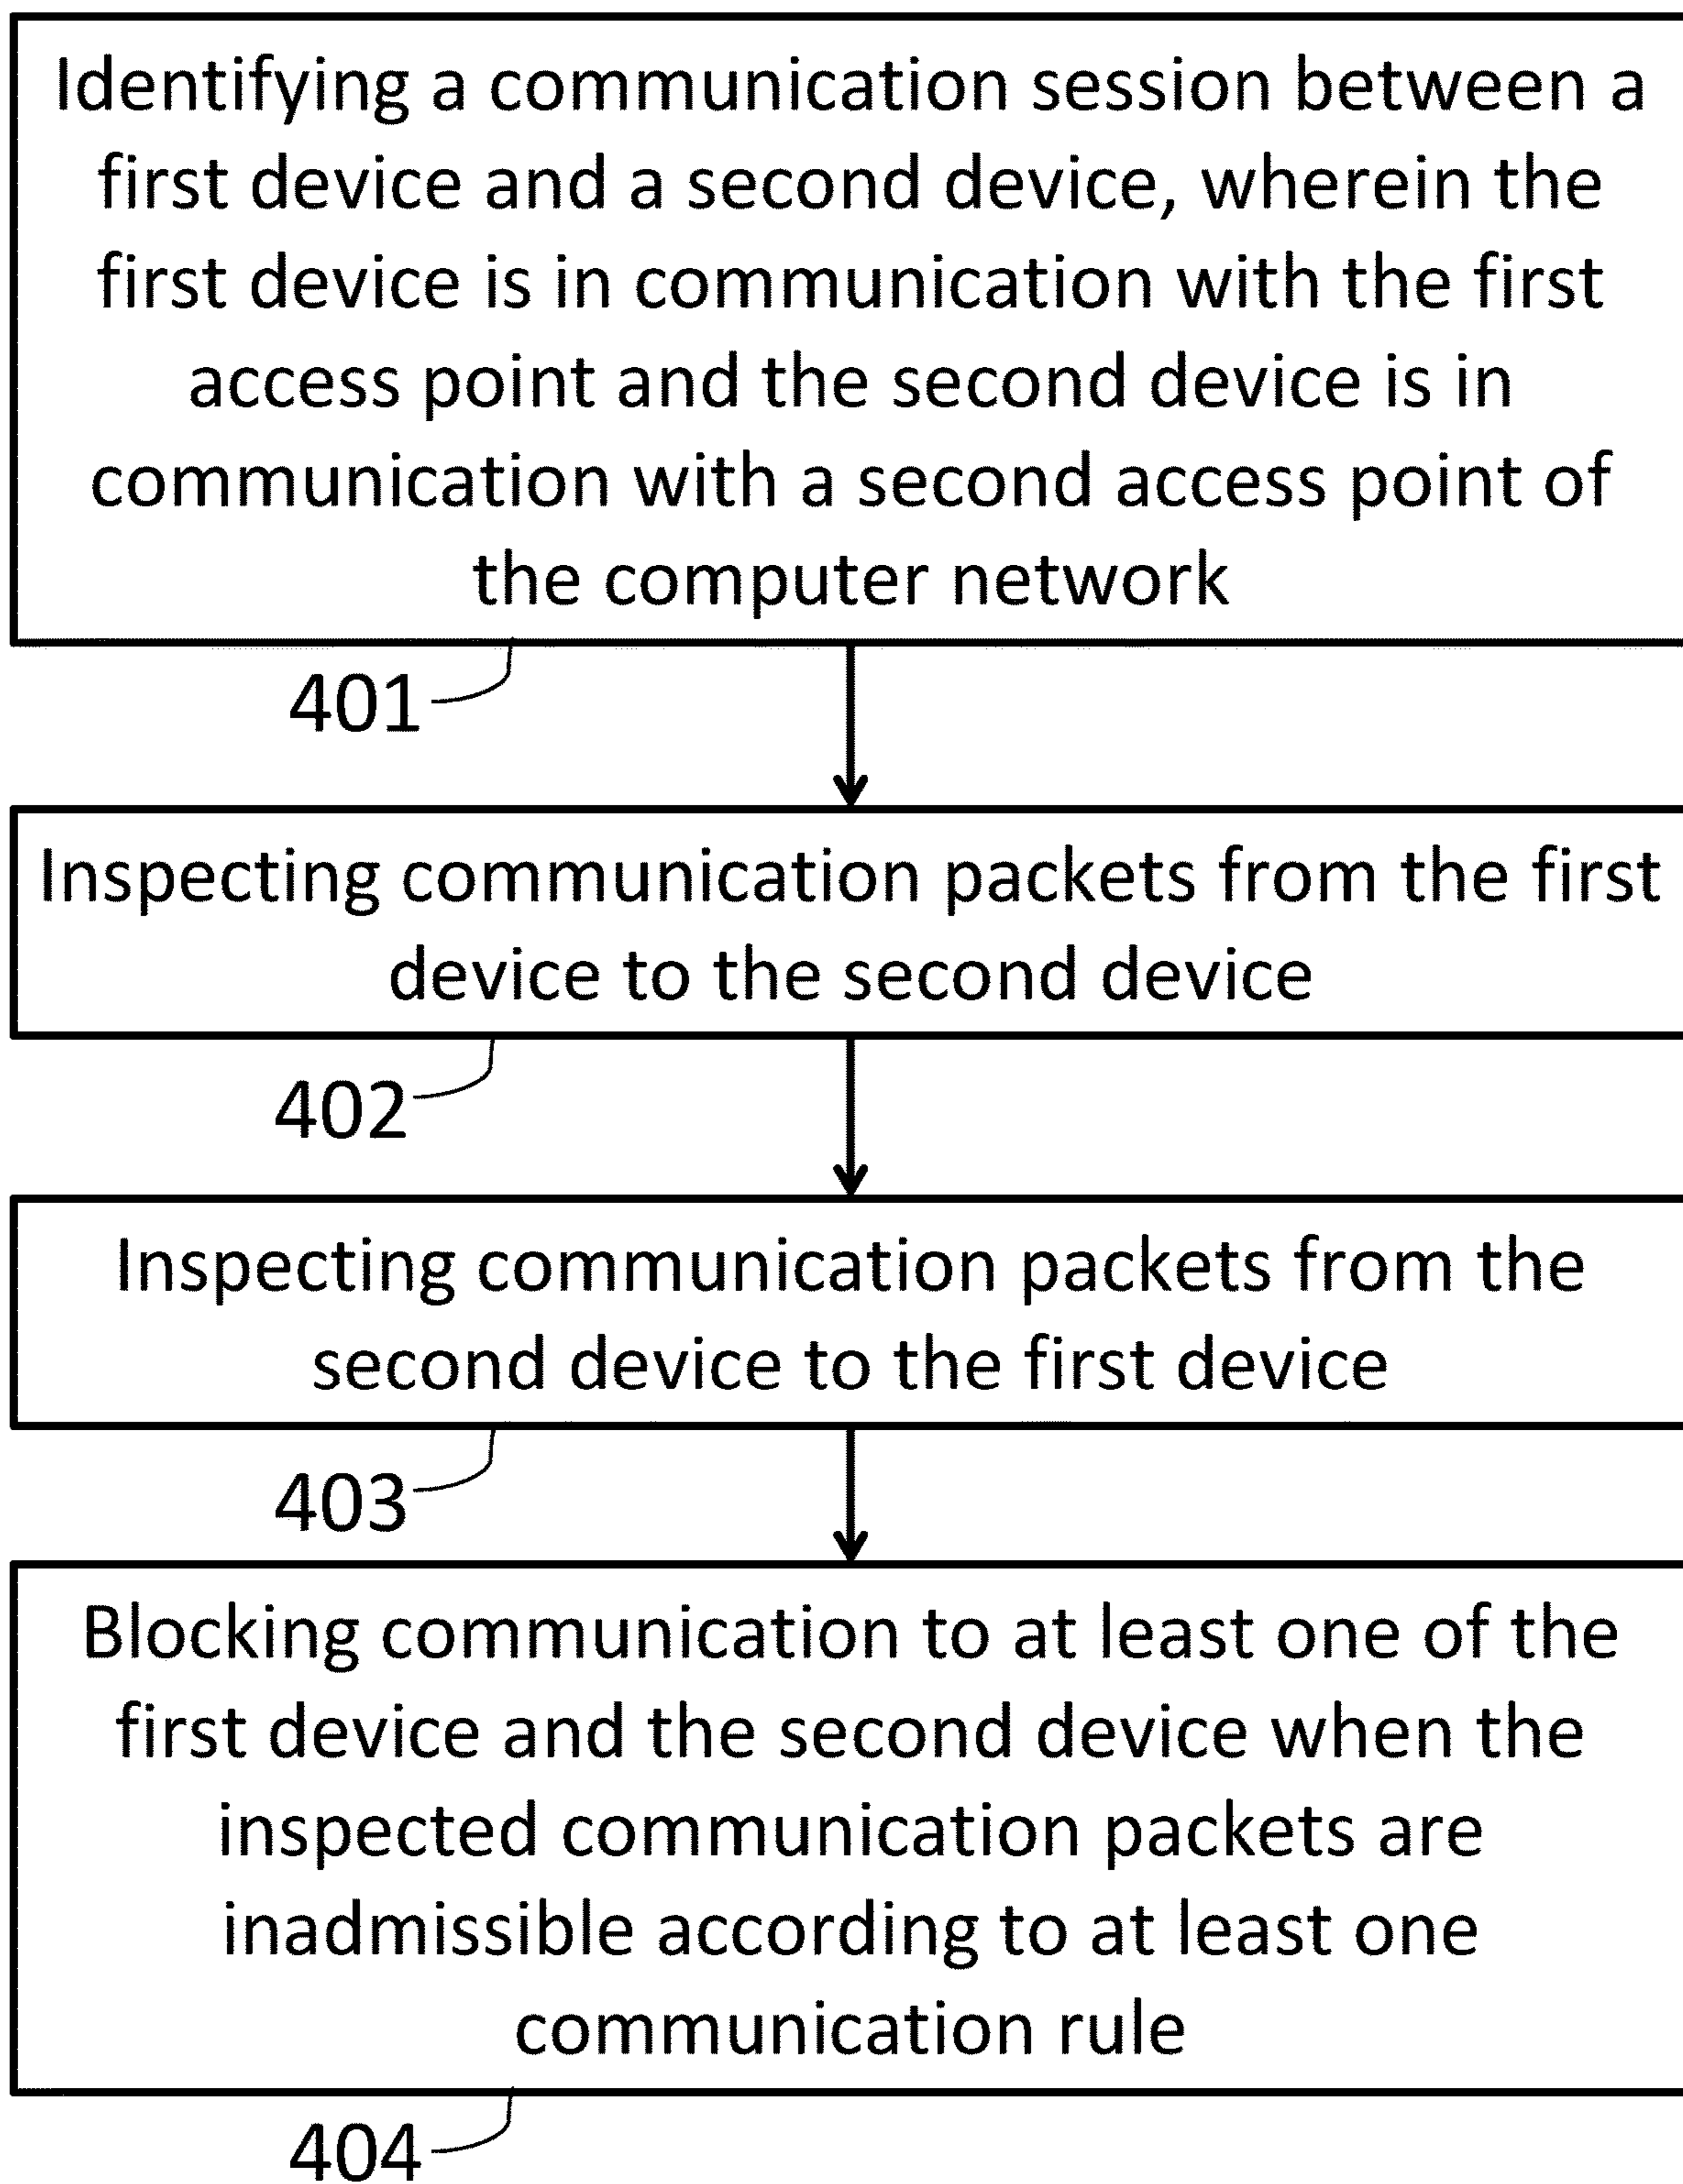 Identifying a communication session between a
first device and a second device, wherein the
first device is in communication with the first
access point and the second device is in
communication with a second access point of
the computer network
401
Inspecting communication packets from the first
device to the second device
402
Inspecting communication packets from the
second device to the first device
403
Blocking communication to at least one of the
first device and the second device when the
inspected communication packets are
inadmissible according to at least one
communication rule
404